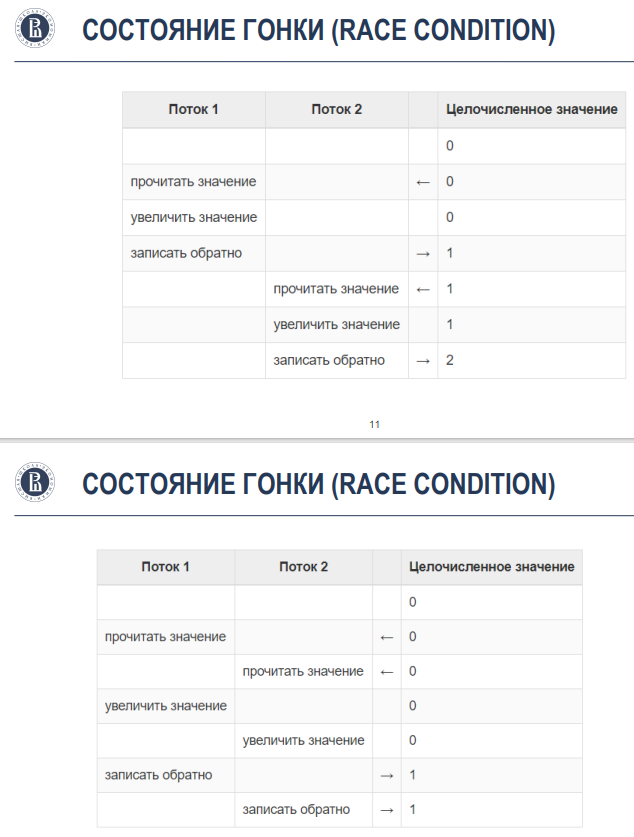 СОСТОЯНИЕ ГОНКИ (RACE CONDITION)
Поток 1 Поток 2 Целочисленное значение
0
прочитать значение ← 0
увеличить значение 0
записать обратно → 1
прочитать значение ← 1
увеличить значение 1
записать обратно → 2
11
СОСТОЯНИЕ ГОНКИ (RACE CONDITION)
Поток 1 Поток 2 Целочисленное значение
0
прочитать значение ← 0
прочитать значение ← 0
увеличить значение 0
увеличить значение 0
записать обратно → 1
записать обратно → 1